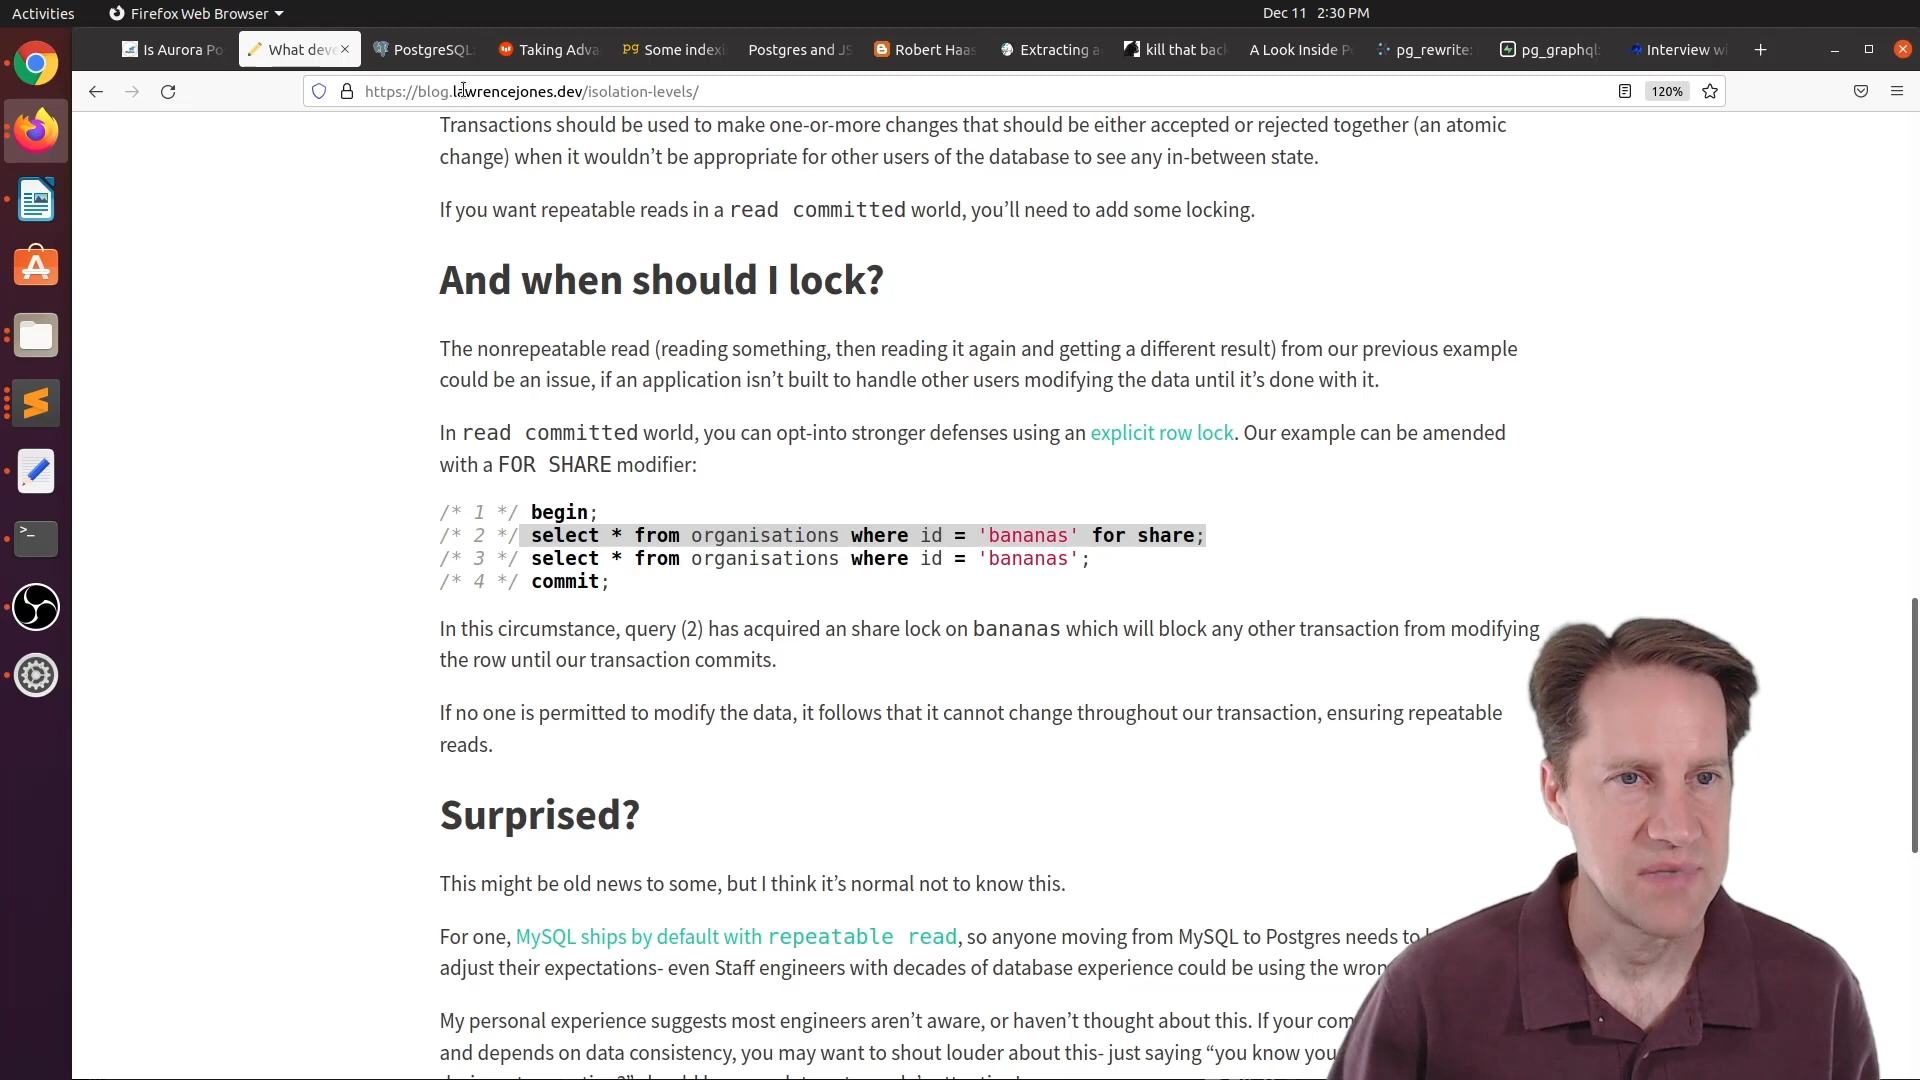 Activities
Firefox Web Browser
Dec 11 2:30 PM
Is Aurora Po
What deve
PostgreSQL:
Taking Adva
pg Some indexi
Postgres and JS
Robert Haas
Extracting a
kill that back
A Look Inside P
pg_rewrite:
pg_graphql:
Interview wi
https://blog.lawrencejones.dev/isolation-levels/
120%
Transactions should be used to make one-or-more changes that should be either accepted or rejected together (an atomic
change) when it wouldn’t be appropriate for other users of the database to see any in-between state.
If you want repeatable reads in a read committed world, you’ll need to add some locking.
And when should I lock?
The nonrepeatable read (reading something, then reading it again and getting a different result) from our previous example
could be an issue, if an application isn’t built to handle other users modifying the data until it’s done with it.
In read committed world, you can opt-into stronger defenses using an explicit row lock. Our example can be amended
with a FOR SHARE modifier:
/* 1 */ begin;
/* 2 */ select * from organisations where id = 'bananas' for share;
/* 3 */ select * from organisations where id = 'bananas';
/* 4 */ commit;
In this circumstance, query (2) has acquired an share lock on bananas which will block any other transaction from modifying
the row until our transaction commits.
If no one is permitted to modify the data, it follows that it cannot change throughout our transaction, ensuring repeatable
reads.
Surprised?
This might be old news to some, but I think it’s normal not to know this.
For one, MySQL ships by default with repeatable read, so anyone moving from MySQL to Postgres needs to
adjust their expectations- even Staff engineers with decades of database experience could be using the wron
My personal experience suggests most engineers aren’t aware, or haven’t thought about this. If your com
and depends on data consistency, you may want to shout louder about this- just saying “you know you